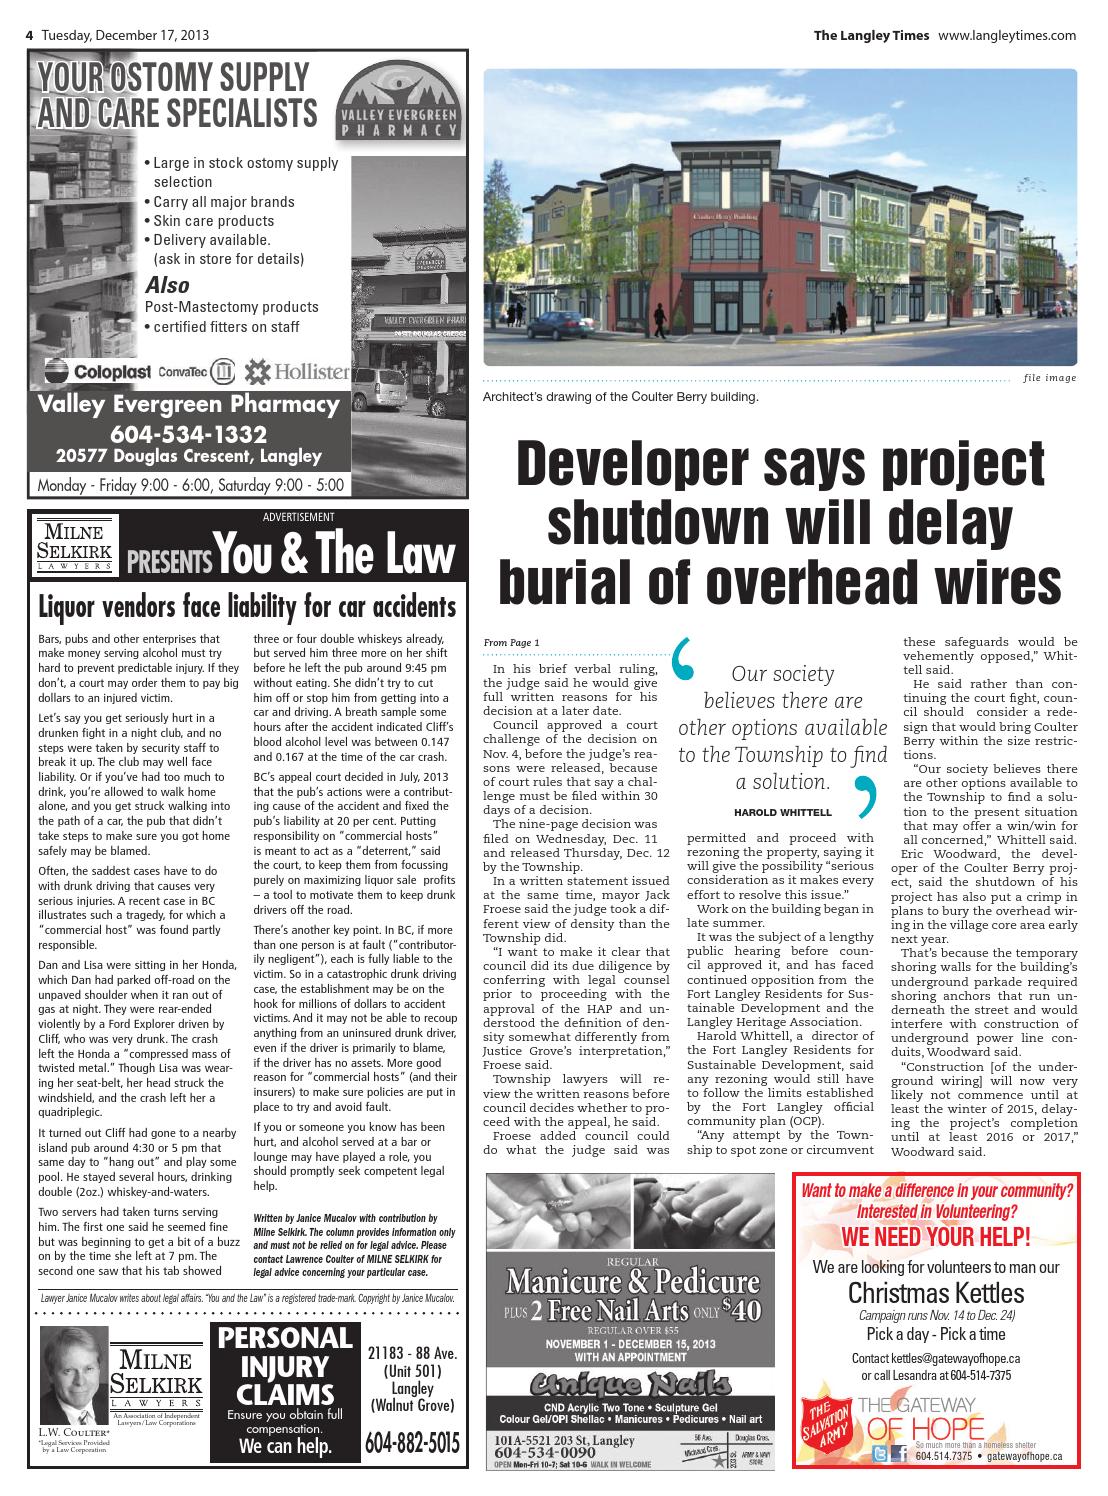 4 Tuesday, December 17, 2013
The Langley Times www.langleytimes.com
YOUR OSTOMY SUPPLY
AND CARE SPECIALISTS
VALLEY EVERGREEN
PHARMACY
• Large in stock ostomy supply
selection
• Carry all major brands
• Skin care products
• Delivery available.
(ask in store for details)
Also
Post-Mastectomy products
• certified fitters on staff
EVERGREEN
PHARMACY
VALLEY EVERGREEN PHAR
Coloplast ConvaTec Hollister
Valley Evergreen Pharmacy
604-534-1332
20577 Douglas Crescent, Langley
Monday - Friday 9:00 - 6:00, Saturday 9:00 - 5:00
ADVERTISEMENT
MILNE
SELKIRK
LAWYERS
PRESENTS You & The Law
Liquor vendors face liability for car accidents
Bars, pubs and other enterprises that
make money serving alcohol must try
hard to prevent predictable injury. If they
don't, a court may order them to pay big
dollars to an injured victim.
Let's say you get seriously hurt in a
drunken fight in a night club, and no
steps were taken by security staff to
break it up. The club may well face
liability. Or if you've had too much to
drink, you're allowed to walk home
alone, and you get struck walking into
the path of a car, the pub that didn't
take steps to make sure you got home
safely may be blamed.
Often, the saddest cases have to do
with drunk driving that causes very
serious injuries. A recent case in BC
illustrates such a tragedy, for which a
"commercial host" was found partly
responsible.
Dan and Lisa were sitting in her Honda,
which Dan had parked off-road on the
unpaved shoulder when it ran out of
gas at night. They were rear-ended
violently by a Ford Explorer driven by
Cliff, who was very drunk. The crash
left the Honda a "compressed mass of
twisted metal." Though Lisa was wear-
ing her seat-belt, her head struck the
windshield, and the crash left her a
quadriplegic.
It turned out Cliff had gone to a nearby
island pub around 4:30 or 5 pm that
same day to "hang out" and play some
pool. He stayed several hours, drinking
double (2oz.) whiskey-and-waters.
Two servers had taken turns serving
him. The first one said he seemed fine
but was beginning to get a bit of a buzz
on by the time she left at 7 pm. The
second one saw that his tab showed
three or four double whiskeys already,
but served him three more on her shift
before he left the pub around 9:45 pm
without eating. She didn't try to cut
him off or stop him from getting into a
car and driving. A breath sample some
hours after the accident indicated Cliff's
blood alcohol level was between 0.147
and 0.167 at the time of the car crash.
BC's appeal court decided in July, 2013
that the pub's actions were a contribut-
ing cause of the accident and fixed the
pub's liability at 20 per cent. Putting
responsibility on "commercial hosts"
is meant to act as a "deterrent," said
the court, to keep them from focussing
purely on maximizing liquor sale profits
– a tool to motivate them to keep drunk
drivers off the road.
There's another key point. In BC, if more
than one person is at fault ("contributor-
ily negligent"), each is fully liable to the
victim. So in a catastrophic drunk driving
case, the establishment may be on the
hook for millions of dollars to accident
victims. And it may not be able to recoup
anything from an uninsured drunk driver,
even if the driver is primarily to blame,
if the driver has no assets. More good
reason for "commercial hosts" (and their
insurers) to make sure policies are put in
place to try and avoid fault.
If you or someone you know has been
hurt, and alcohol served at a bar or
lounge may have played a role, you
should promptly seek competent legal
help.
Written by Janice Mucalov with contribution by
Milne Selkirk. The column provides information only
and must not be relied on for legal advice. Please
contact Lawrence Coulter of MILNE SELKIRK for
legal advice concerning your particular case.
Lawyer Janice Mucalov writes about legal affairs. "You and the Law" is a registered trade-mark. Copyright by Janice Mucalov.
MILNE
SELKIRK
An Association of Independent
Lawyers/Law Corporations
L.W. COULTER*
*Legal Services Provided
by a Law Corporation
PERSONAL
INJURY
CLAIMS
Ensure you obtain full
compensation.
We can help.
21183 - 88 Ave.
(Unit 501)
Langley
(Walnut Grove)
604-882-5015
Coulter Berry Building
file image
Architect's drawing of the Coulter Berry building.
Developer says project
shutdown will delay
burial of overhead wires
From Page 1
In his brief verbal ruling,
the judge said he would give
full written reasons for his
decision at a later date.
Council approved a court
challenge of the decision on
Nov. 4, before the judge's rea-
sons were released, because
of court rules that say a chal-
lenge must be filed within 30
days of a decision.
The nine-page decision was
filed on Wednesday, Dec. 11
and released Thursday, Dec. 12
by the Township.
In a written statement issued
at the same time, mayor Jack
Froese said the judge took a dif-
ferent view of density than the
Township did.
"I want to make it clear that
council did its due diligence by
conferring with legal counsel
prior to proceeding with the
approval of the HAP and un-
derstood the definition of den-
sity somewhat differently from
Justice Grove's interpretation,"
Froese said.
Township lawyers will re-
view the written reasons before
council decides whether to pro-
ceed with the appeal, he said.
Froese added council could
do what the judge said was
‘Our society
believes there are
other options available
to the Township to find
a solution.’
HAROLD WHITTELL
permitted and proceed with
rezoning the property, saying it
will give the possibility "serious
consideration as it makes every
effort to resolve this issue."
Work on the building began in
late summer.
It was the subject of a lengthy
public hearing before coun-
cil approved it, and has faced
continued opposition from the
Fort Langley Residents for Sus-
tainable Development and the
Langley Heritage Association.
Harold Whittell, a director of
the Fort Langley Residents for
Sustainable Development, said
any rezoning would still have
to follow the limits established
by the Fort Langley official
community plan (OCP).
"Any attempt by the Town-
ship to spot zone or circumvent
these safeguards would be
vehemently opposed," Whit-
tell said.
He said rather than con-
tinuing the court fight, coun-
cil should consider a rede-
sign that would bring Coulter
Berry within the size restric-
tions.
"Our society believes there
are other options available to
the Township to find a solu-
tion to the present situation
that may offer a win/win for
all concerned," Whittell said.
Eric Woodward, the devel-
oper of the Coulter Berry proj-
ect, said the shutdown of his
project has also put a crimp in
plans to bury the overhead wir-
ing in the village core area early
next year.
That's because the temporary
shoring walls for the building's
underground parkade required
shoring anchors that run un-
derneath the street and would
interfere with construction of
underground power line con-
duits, Woodward said.
"Construction [of the under-
ground wiring] will now very
likely not commence until at
least the winter of 2015, delay-
ing the project's completion
until at least 2016 or 2017,"
Woodward said.
REGULAR
Manicure & Pedicure
PLUS 2 Free Nail Arts ONLY $40
REGULAR OVER $55
NOVEMBER 1 - DECEMBER 15, 2013
WITH AN APPOINTMENT
Unique Nails
CND Acrylic Two Tone • Sculpture Gel
Colour Gel/OPI Shellac • Manicures • Pedicures • Nail art
101A-5521 203 St, Langley
604-534-0090
OPEN Mon-Fri 10-7; Sat 10-6 WALK IN WELCOME
56 Ave.
Douglas Cres.
Michaud Cres.
203 St.
ARMY & NAVY
STORE
Want to make a difference in your community?
Interested in Volunteering?
WE NEED YOUR HELP!
We are looking for volunteers to man our
Christmas Kettles
(Campaign runs Nov. 14 to Dec. 24)
Pick a day - Pick a time
Contact kettles@gatewayofhope.ca
or call Lesandra at 604-514-7375
THE
SALVATION
ARMY
THE GATEWAY
OF HOPE
So much more than a homeless shelter
604.514.7375 • gatewayofhope.ca